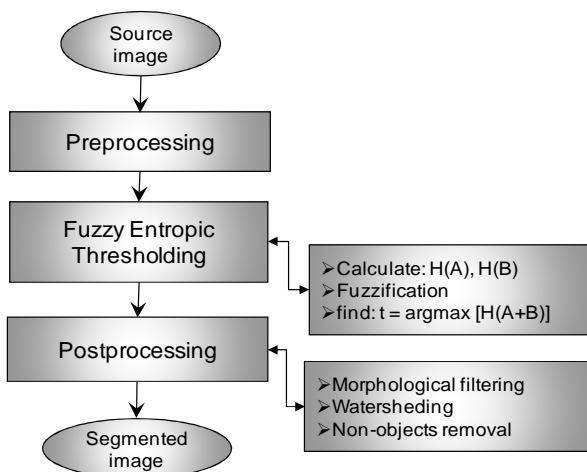 Source
image
Preprocessing
Fuzzy Entropic
Thresholding
➢Calculate: H(A), H(B)
➢Fuzzification
➢find: t = argmax [H(A+B)]
Postprocessing
➢Morphological filtering
➢Watersheding
➢Non-objects removal
Segmented
image